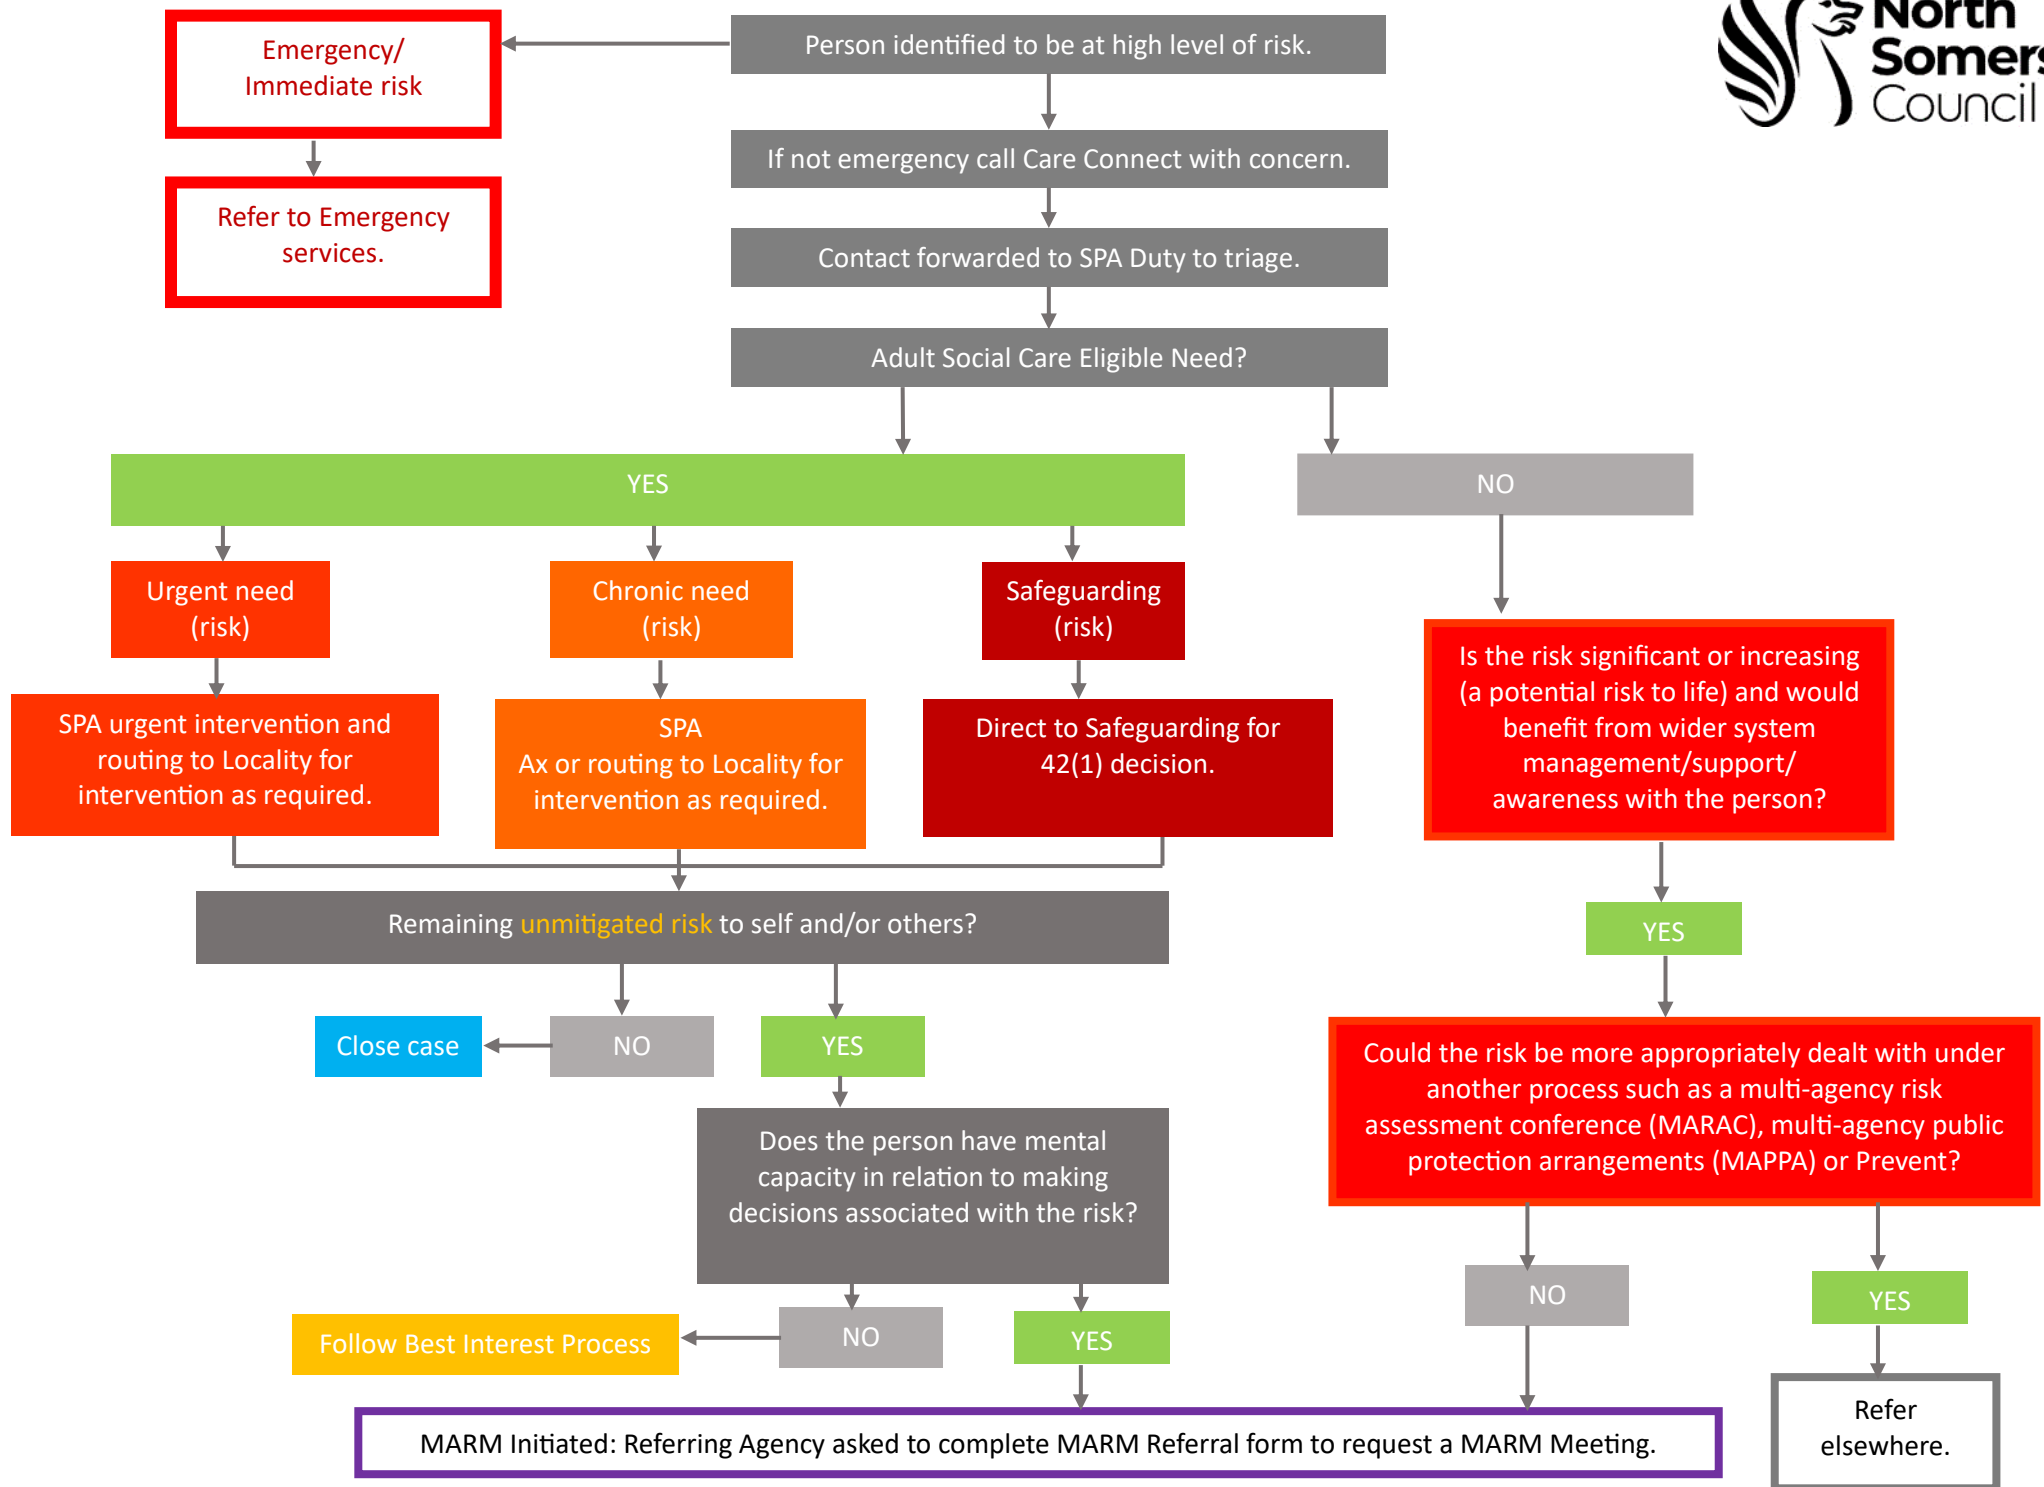 North
Somers
Council
Emergency/
Immediate risk
Person identified to be at high level of risk.
If not emergency call Care Connect with concern.
Refer to Emergency
services.
Contact forwarded to SPA Duty to triage.
Adult Social Care Eligible Need?
YES
NO
Urgent need
(risk)
Chronic need
(risk)
Safeguarding
(risk)
SPA urgent intervention and
routing to Locality for
intervention as required.
SPA
Ax or routing to Locality for
intervention as required.
Direct to Safeguarding for
42(1) decision.
Is the risk significant or increasing
(a potential risk to life) and would
benefit from wider system
management/support/
awareness with the person?
Remaining unmitigated risk to self and/or others?
YES
Close case
NO
YES
Could the risk be more appropriately dealt with under
another process such as a multi-agency risk
assessment conference (MARAC), multi-agency public
protection arrangements (MAPPA) or Prevent?
Does the person have mental
capacity in relation to making
decisions associated with the risk?
NO
YES
Follow Best Interest Process
NO
YES
MARM Initiated: Referring Agency asked to complete MARM Referral form to request a MARM Meeting.
Refer
elsewhere.